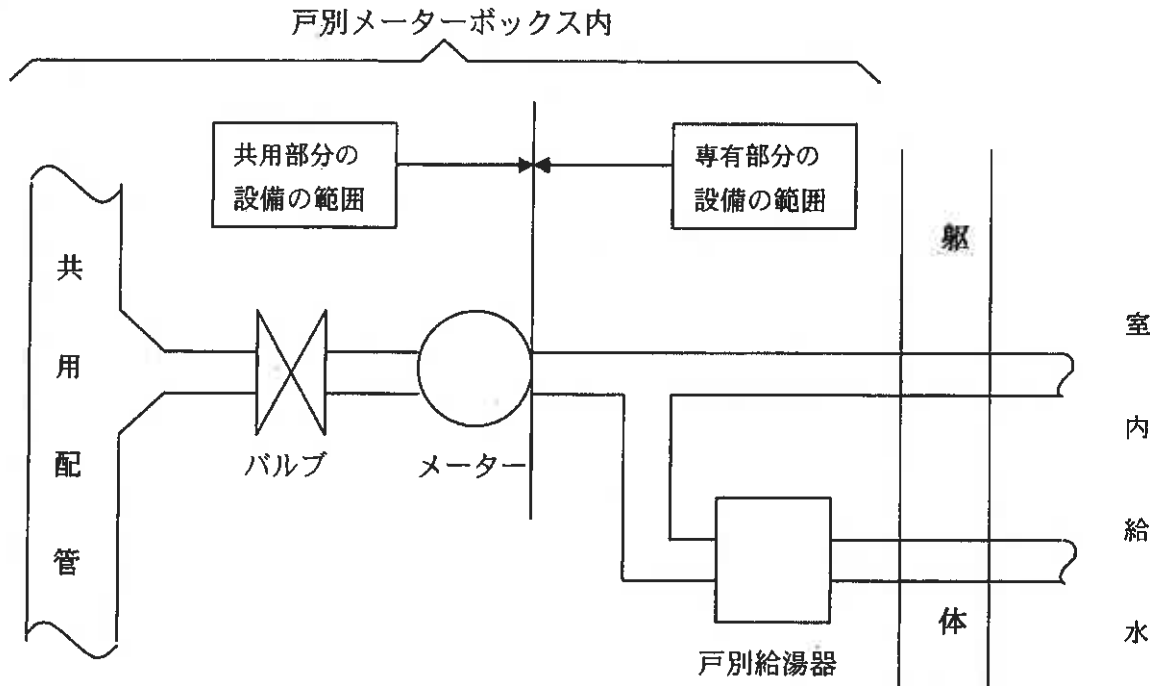 戸別メーターボックス内
共用部分の
設備の範囲
専有部分の
設備の範囲
共用配管
バルブ
メーター
戸別給湯器
躯体
室内給水